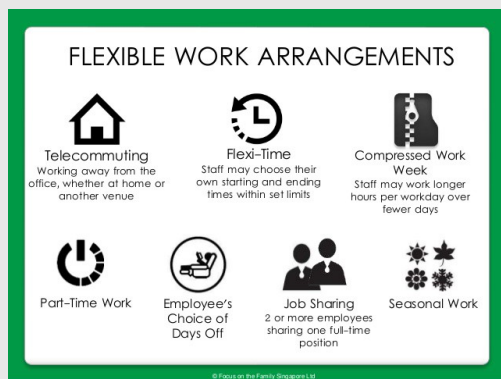 FLEXIBLE WORK ARRANGEMENTS
Telecommuting
Working away from the
office, whether at home or
another venue
Flexi-Time
Staff may choose their
own starting and ending
times within set limits
Compressed Work
Week
Staff may work longer
hours per workday over
fewer days
Part-Time Work
Employee's
Choice of
Days Off
Job Sharing
2 or more employees
sharing one full-time
position
Seasonal Work
© Focus on the Family Singapore Ltd